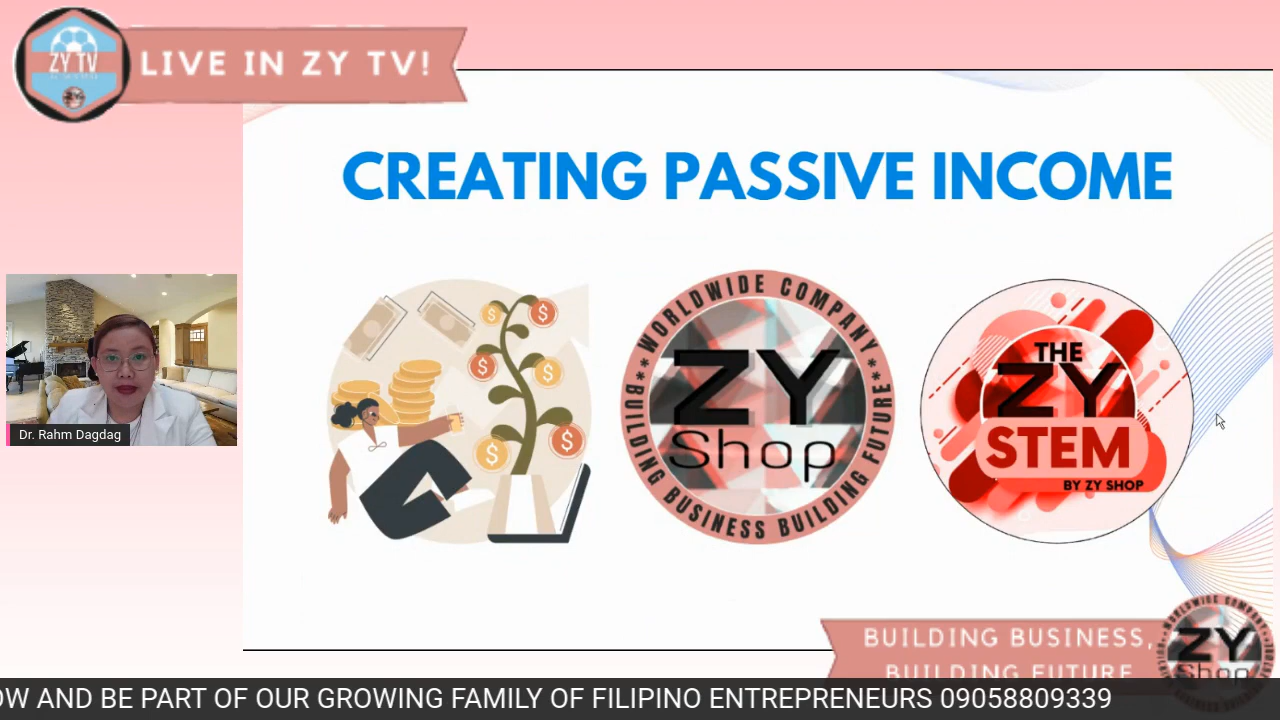 ZY TV
LIVE IN ZY TV!
CREATING PASSIVE INCOME
** WORLDWIDE COMPANY **
ZY
Shop
BUILDING BUSINESS BUILDING FUTURE
THE
ZY
STEM
BY ZY SHOP
Dr. Rahm Dagdag
BUILDING BUSINESS,
BUILDING FUTURE
ZY
Shop
OW AND BE PART OF OUR GROWING FAMILY OF FILIPINO ENTREPRENEURS 09058809339